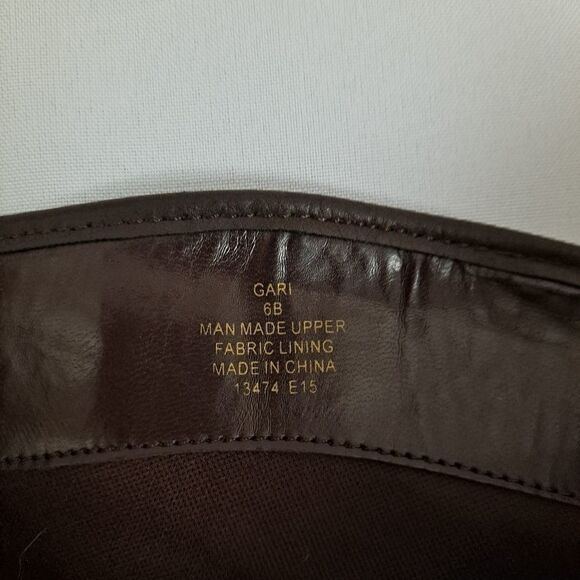 GARI
6B
MAN MADE UPPER
FABRIC LINING
MADE IN CHINA
13474 E15